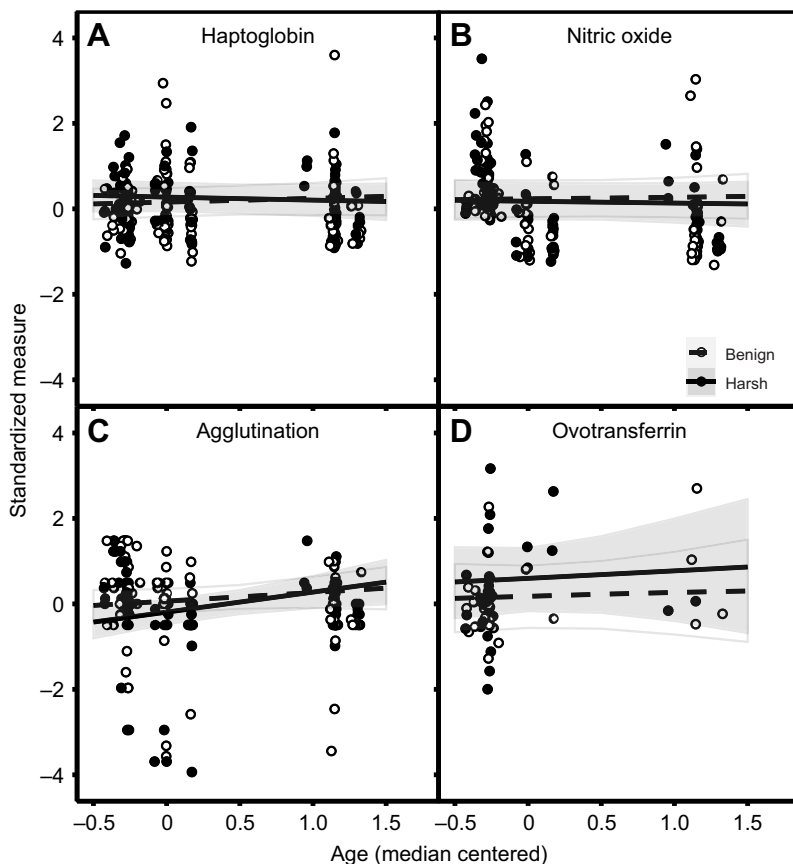 A Haptoglobin
B Nitric oxide
4
2
0
–2
–4
Benign
Harsh
C Agglutination
D Ovotransferrin
4
2
0
–2
–4
–0.5 0 0.5 1.0 1.5
–0.5 0 0.5 1.0 1.5
Standardized measure
Age (median centered)